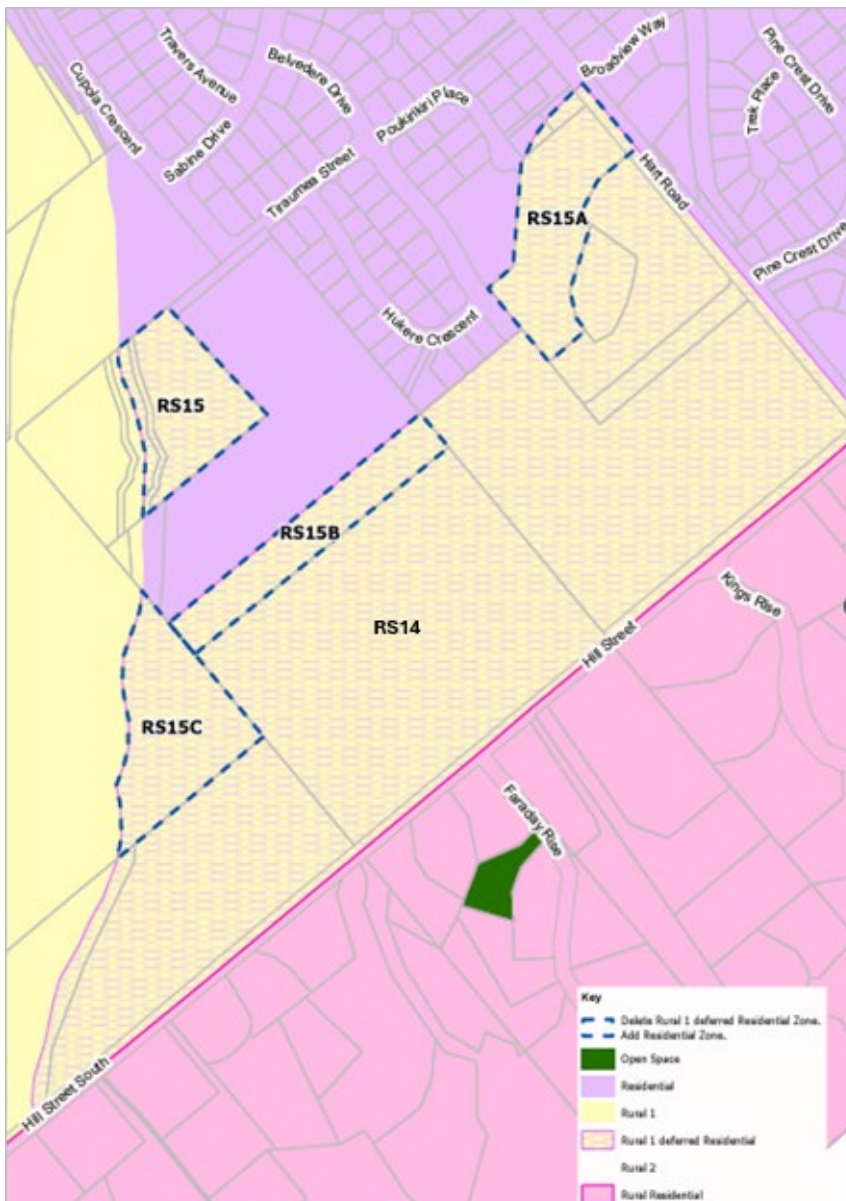 Broadview Way
Pine Crest Drive
Travers Avenue
Belvedere Drive
Cupola Crescent
Poukirikiri Place
Trek Place
Sabine Drive
Hart Road
Tiraumea Street
RS15A
Pine Crest Drive
Hukere Crescent
RS15
RS15B
Kings Rise
RS14
Hill Street
RS15C
Faraday Rise
Hill Street South
Key
Delete Rural 1 deferred Residential Zone.
Add Residential Zone.
Open Space
Residential
Rural 1
Rural 1 deferred Residential
Rural 2
Rural Residential